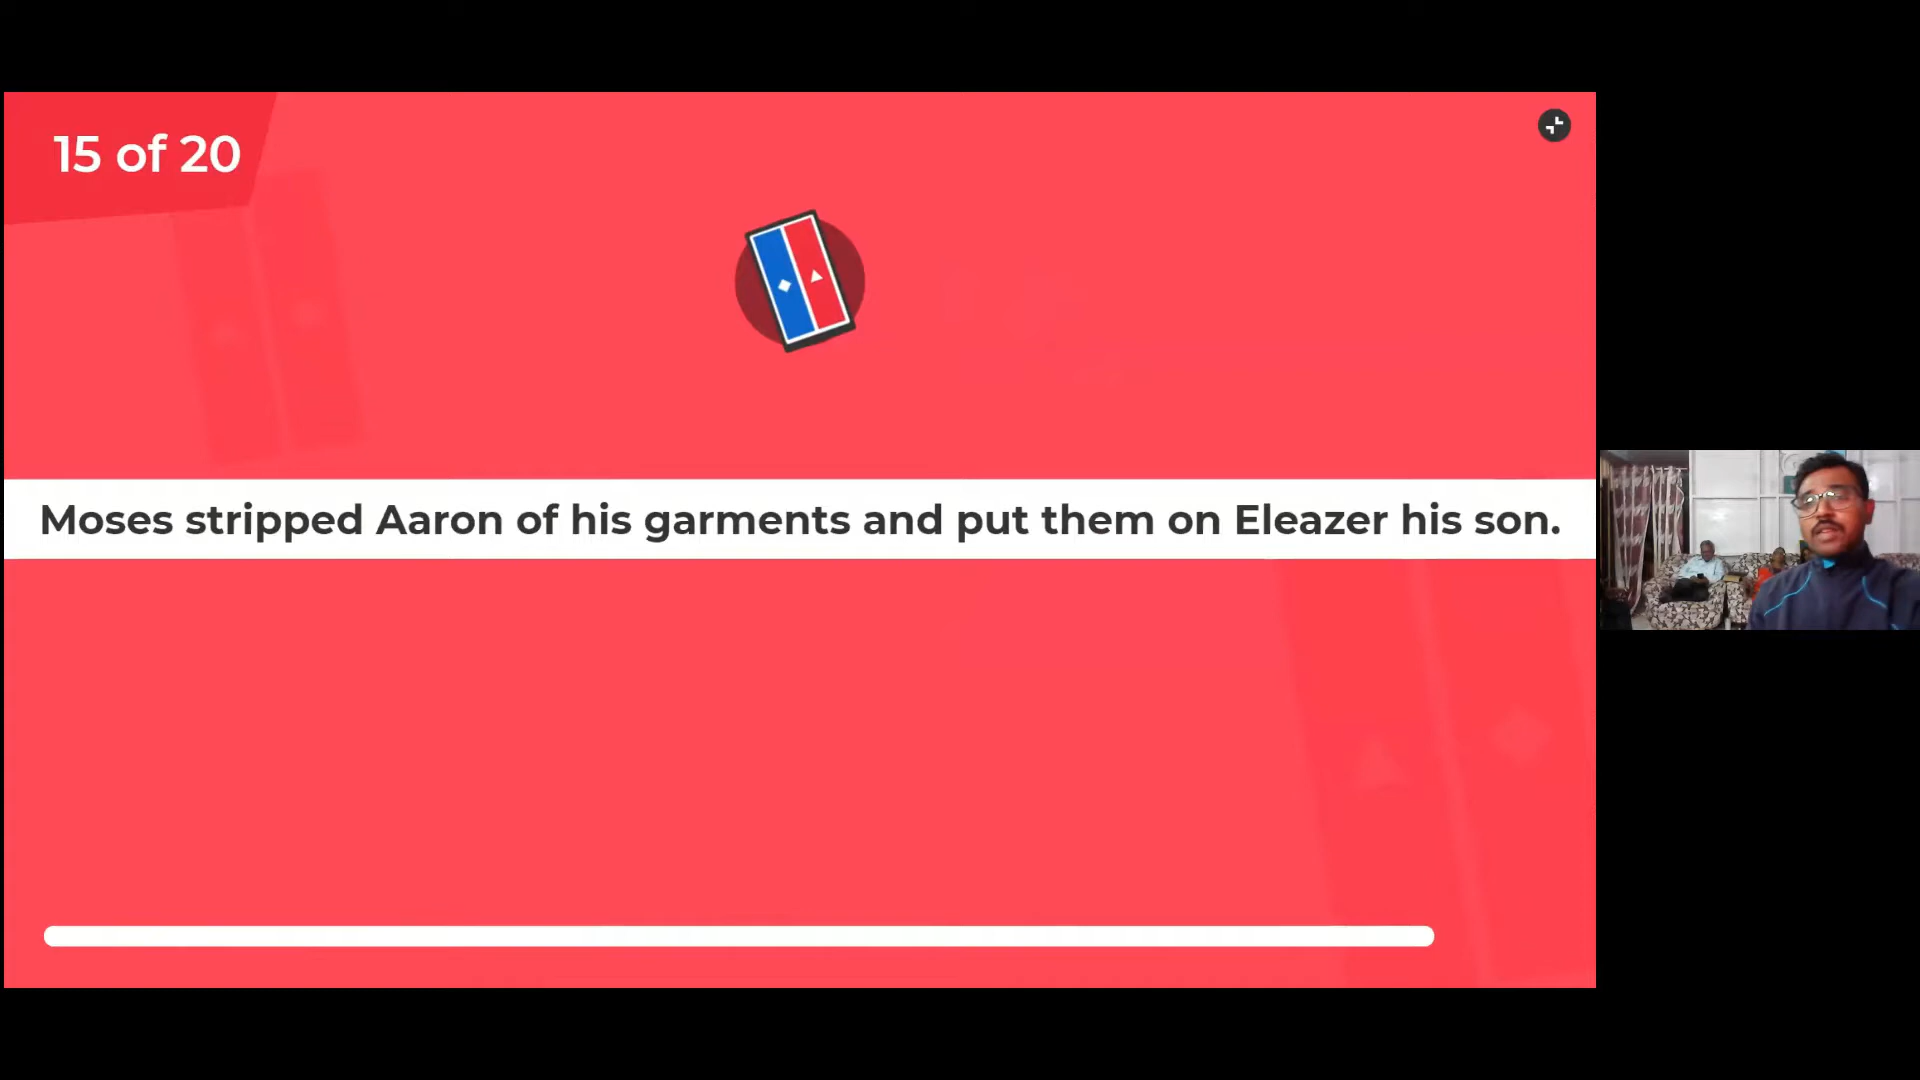 15 of 20
Moses stripped Aaron of his garments and put them on Eleazer his son.